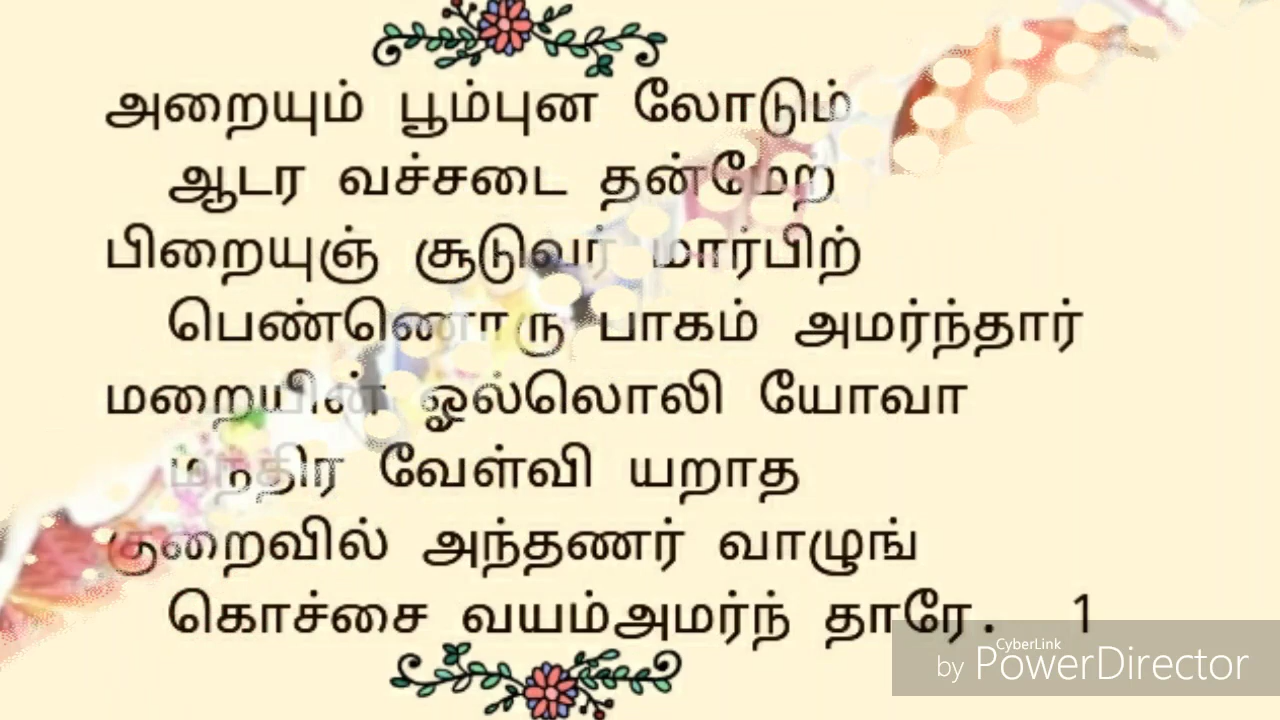 அறையும் பூம்புன லோடும்
ஆடர வச்சடை தன்மேற்
பிறையுஞ் சூடுவர் மார்பிற்
பெண்ணொரு பாகம் அமர்ந்தார்
மறையின் ஓல்லொலி யோவா
மந்திர வேள்வி யறாத
குறைவில் அந்தணர் வாழுங்
கொச்சை வயம்அமர்ந் தாரே. 1
by CyberLink PowerDirector